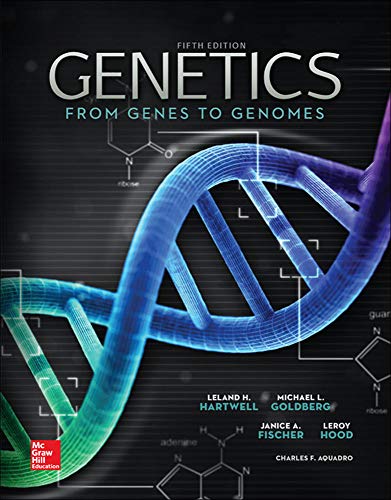 FIFTH EDITION
GENETICS
FROM GENES TO GENOMES
N
O
N
ribose
ribose
guan
LELAND H. HARTWELL
MICHAEL L. GOLDBERG
JANICE A. FISCHER
LEROY HOOD
CHARLES F. AQUADRO
adenine
N
N
H
H
Mc
Graw
Hill
Education